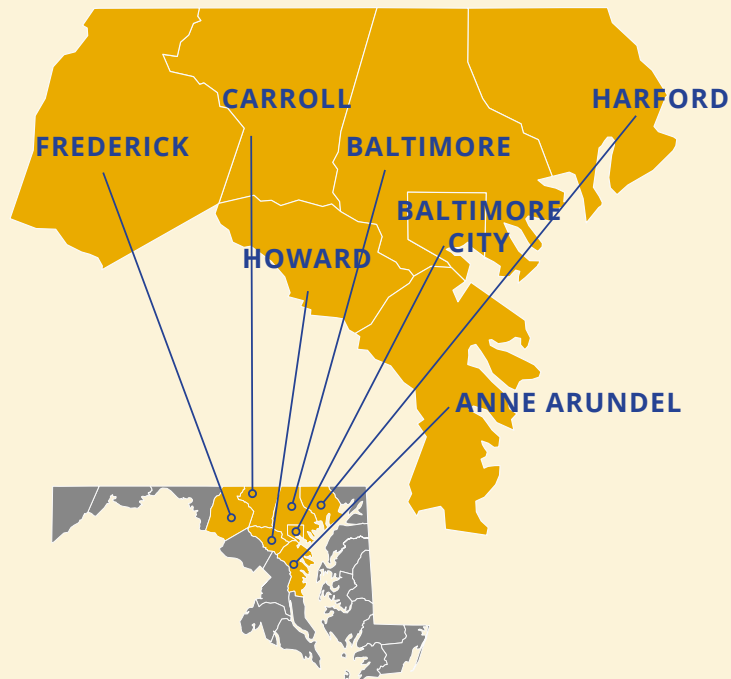 CARROLL
HARFORD
FREDERICK
BALTIMORE
BALTIMORE
CITY
HOWARD
ANNE ARUNDEL